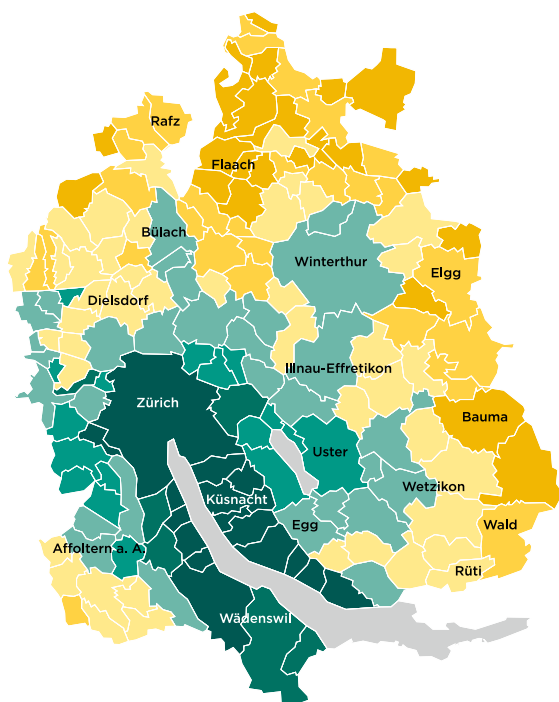 Rafz
Flaach
Bülach
Winterthur
Elgg
Dielsdorf
Illnau-Effretikon
Zürich
Bauma
Uster
Wetzikon
Küsnacht
Egg
Wald
Affoltern a. A.
Rüti
Wädenswil